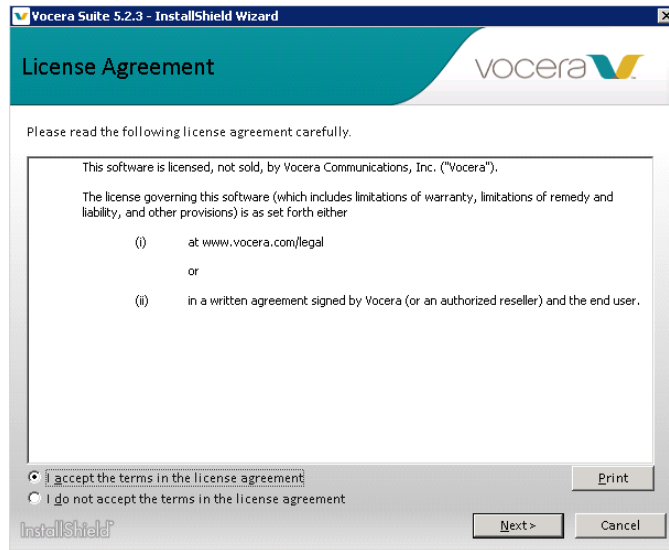 Vocera Suite 5.2.3 - InstallShield Wizard
License Agreement
vocera
Please read the following license agreement carefully.
This software is licensed, not sold, by Vocera Communications, Inc. ("Vocera").
The license governing this software (which includes limitations of warranty, limitations of remedy and
liability, and other provisions) is as set forth either
(i) at www.vocera.com/legal
or
(ii) in a written agreement signed by Vocera (or an authorized reseller) and the end user.
I accept the terms in the license agreement
Print
I do not accept the terms in the license agreement
InstallShield
Next >
Cancel